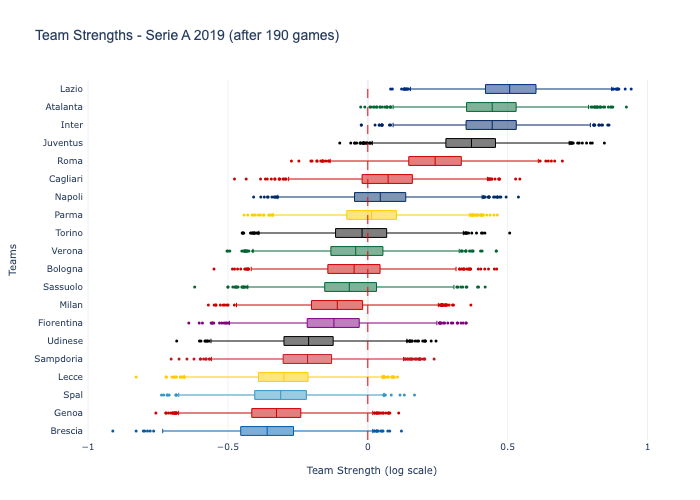 Team Strengths - Serie A 2019 (after 190 games)
Lazio
Atalanta
Inter
Juventus
Roma
Cagliari
Napoli
Parma
Torino
Verona
Bologna
Sassuolo
Milan
Fiorentina
Udinese
Sampdoria
Lecce
Spal
Genoa
Brescia
Teams
−1 −0.5 0 0.5 1
Team Strength (log scale)